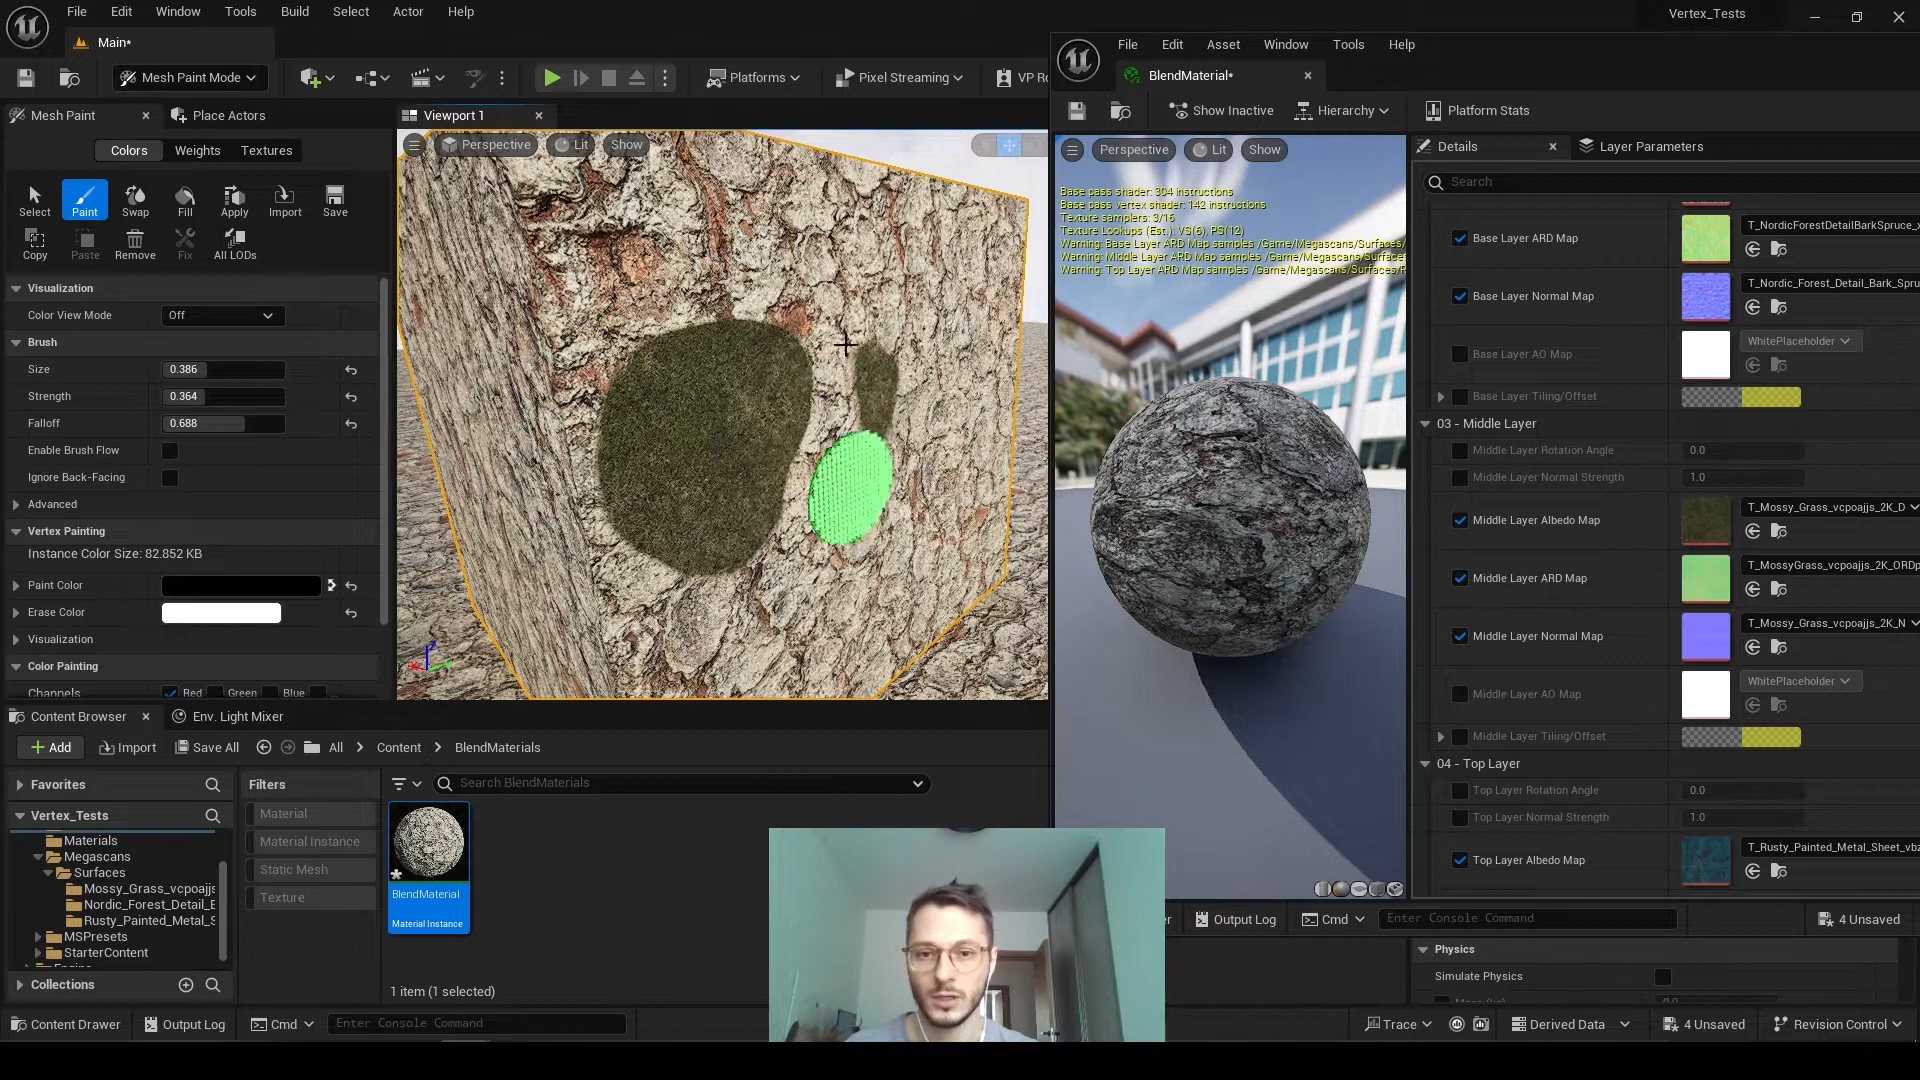 File Edit Window Tools Build Select Actor Help
Vertex_Tests
Main*
Mesh Paint Mode
Platforms
Pixel Streaming
File Edit Asset Window Tools Help
BlendMaterial*
Show Inactive
Hierarchy
Platform Stats
Mesh Paint
Place Actors
Viewport 1
Colors Weights Textures
Perspective Lit Show
Select Paint Swap Fill Apply Import Save
Copy Paste Remove Fix All LODs
Visualization
Color View Mode Off
Brush
Size 0.386
Strength 0.364
Falloff 0.688
Enable Brush Flow
Ignore Back-Facing
Advanced
Vertex Painting
Instance Color Size: 82.852 KB
Paint Color
Erase Color
Visualization
Color Painting
Channels Red Green Blue
Perspective Lit Show
Base pass shader: 304 instructions
Base pass vertex shader: 142 instructions
Texture samplers: 3/16
Texture Lookups (Est.): VS(6), PS(12)
Warning: Base Layer ARD Map samples /Game/Megascans/Surfaces/
Warning: Middle Layer ARD Map samples /Game/Megascans/Surfaces
Warning: Top Layer ARD Map samples /Game/Megascans/Surfaces/
Details
Layer Parameters
Search
Base Layer ARD Map
T_NordicForestDetailBarkSpruce_
Base Layer Normal Map
T_Nordic_Forest_Detail_Bark_Spru
Base Layer AO Map
WhitePlaceholder
Base Layer Tiling/Offset
03 - Middle Layer
Middle Layer Rotation Angle 0.0
Middle Layer Normal Strength 1.0
Middle Layer Albedo Map
T_Mossy_Grass_vcpoajjs_2K_D
Middle Layer ARD Map
T_MossyGrass_vcpoajjs_2K_ORDp
Middle Layer Normal Map
T_Mossy_Grass_vcpoajjs_2K_N
Middle Layer AO Map
WhitePlaceholder
Middle Layer Tiling/Offset
04 - Top Layer
Top Layer Rotation Angle 0.0
Top Layer Normal Strength 1.0
Top Layer Albedo Map
T_Rusty_Painted_Metal_Sheet_vbz
Content Browser
Env. Light Mixer
Add Import Save All All Content BlendMaterials
Favorites
Filters
Search BlendMaterials
Vertex_Tests
Material
Material Instance
Static Mesh
Texture
Materials
Megascans
Surfaces
Mossy_Grass_vcpoajjs
Nordic_Forest_Detail_E
Rusty_Painted_Metal_S
MSPresets
StarterContent
Collections
BlendMaterial
Material Instance
1 item (1 selected)
Output Log Cmd Enter Console Command 4 Unsaved
Physics
Simulate Physics
Content Drawer Output Log Cmd Enter Console Command
Trace Derived Data 4 Unsaved Revision Control